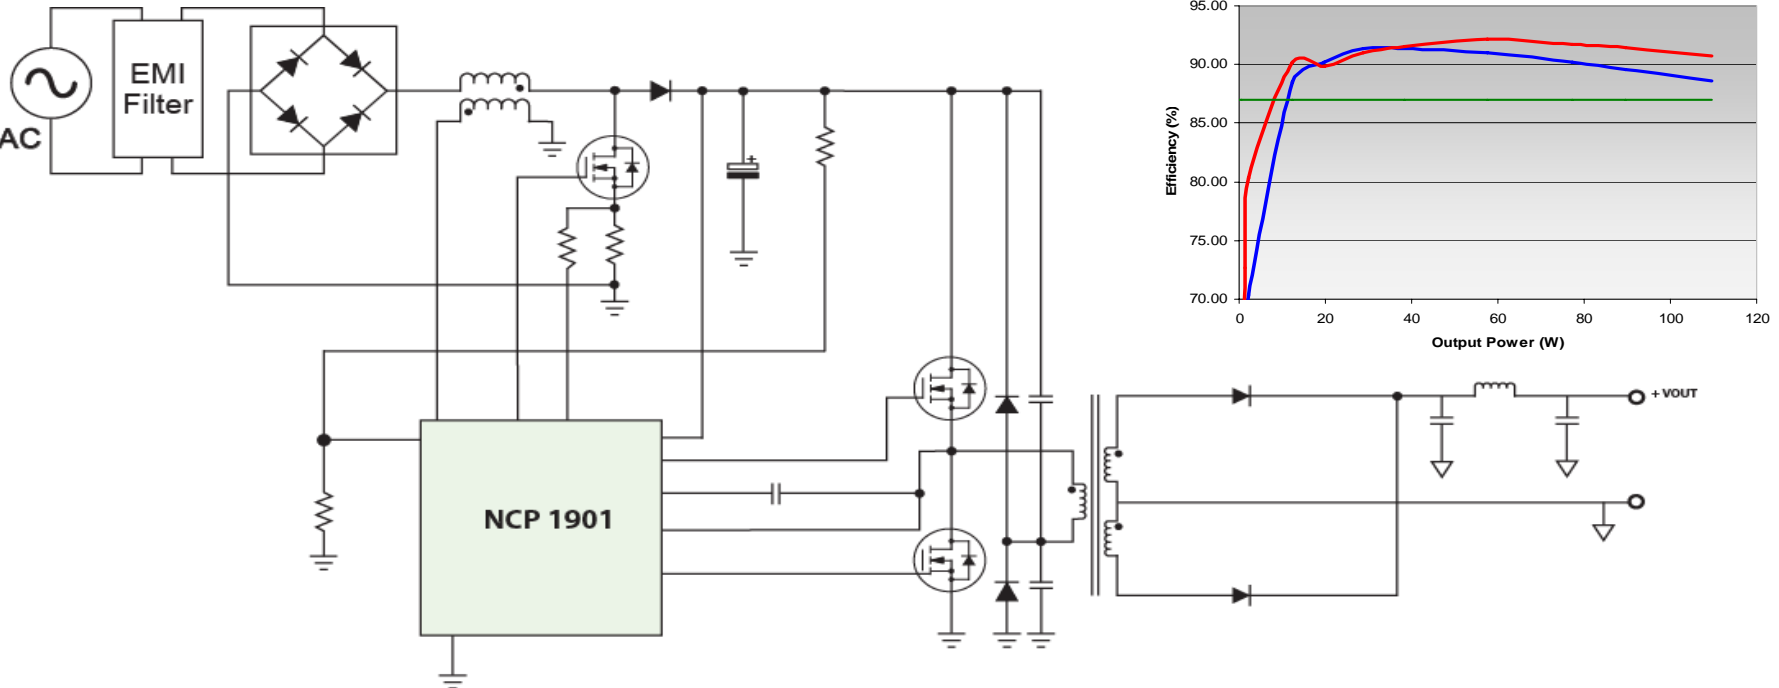 EMI
Filter
AC
+
NCP 1901
95.00
90.00
85.00
80.00
75.00
70.00
Efficiency (%)
0 20 40 60 80 100 120
Output Power (W)
+ VOUT